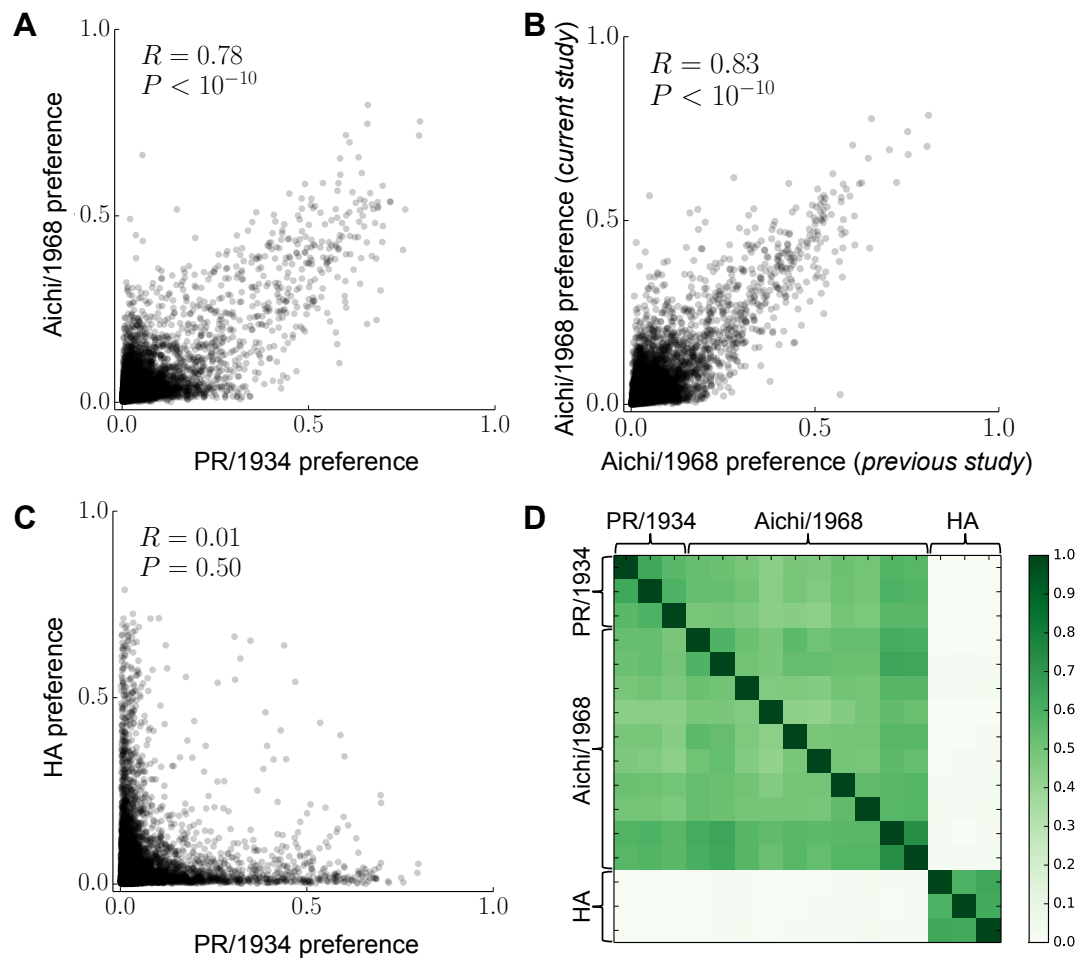 A
1.0
R = 0.78
P < 10⁻¹⁰
Aichi/1968 preference
0.5
0.0
0.0 0.5 1.0
PR/1934 preference
B
1.0
R = 0.83
P < 10⁻¹⁰
Aichi/1968 preference (current study)
0.5
0.0
0.0 0.5 1.0
Aichi/1968 preference (previous study)
C
1.0
R = 0.01
P = 0.50
HA preference
0.5
0.0
0.0 0.5 1.0
PR/1934 preference
D
PR/1934 Aichi/1968 HA
PR/1934
Aichi/1968
HA
1.0
0.9
0.8
0.7
0.6
0.5
0.4
0.3
0.2
0.1
0.0